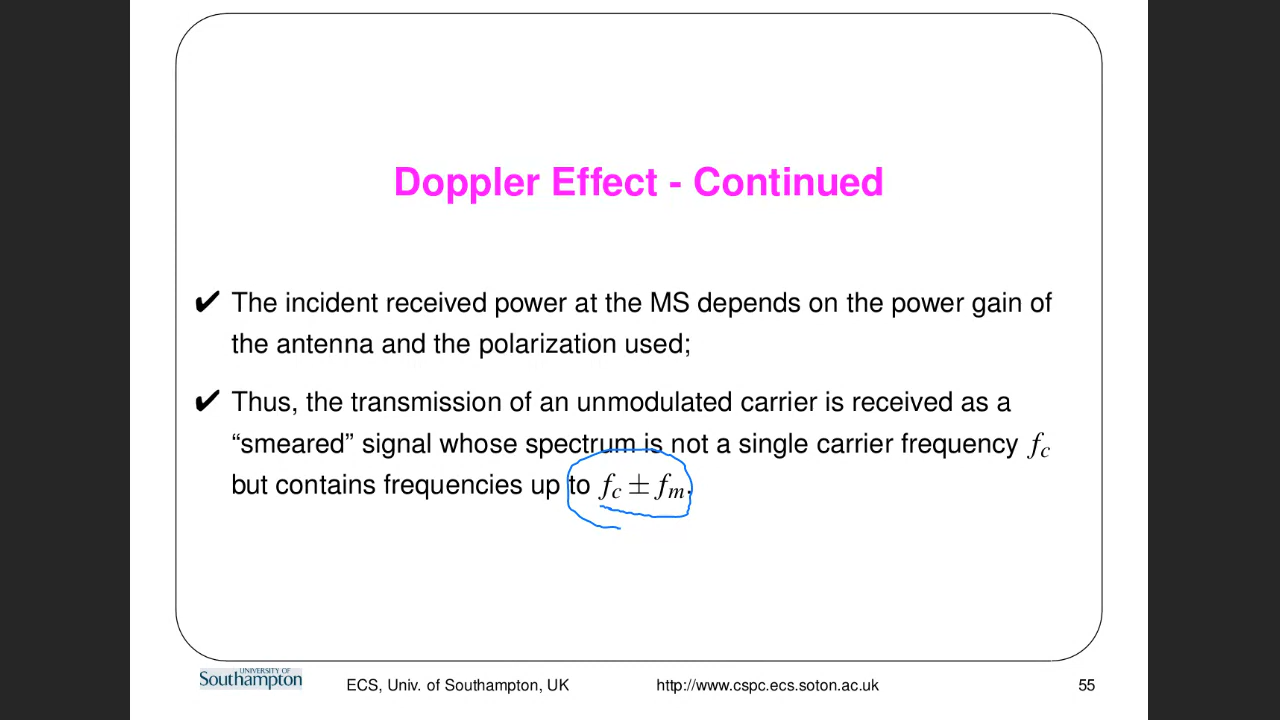 Doppler Effect - Continued
✔ The incident received power at the MS depends on the power gain of
the antenna and the polarization used;
✔ Thus, the transmission of an unmodulated carrier is received as a
“smeared” signal whose spectrum is not a single carrier frequency fc
but contains frequencies up to fc ± fm.
UNIVERSITY OF
Southampton
ECS, Univ. of Southampton, UK http://www.cspc.ecs.soton.ac.uk 55